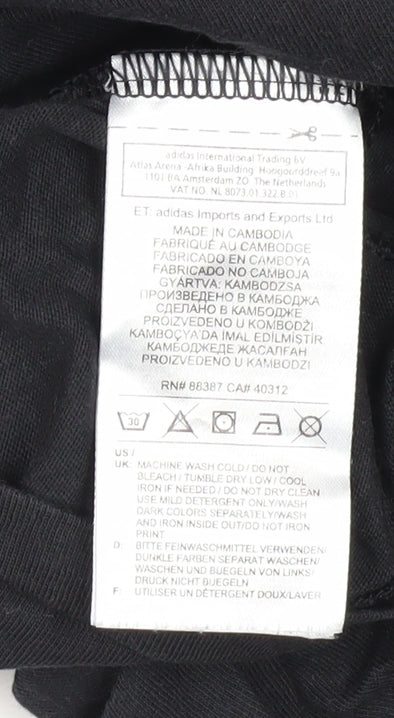 adidas International Trading BV
Atlas Arena, Afrika Building Hoogoorddreef 9a
1101 BA Amsterdam ZO The Netherlands
VAT NO. NL 8073.01.322.B.01
ET: adidas Imports and Exports Ltd
MADE IN CAMBODIA
FABRIQUÉ AU CAMBODGE
FABRICADO EN CAMBOYA
FABRICADO NO CAMBOJA
GYÁRTVA: KAMBODZSA
ПРОИЗВЕДЕНО В КАМБОДЖА
СДЕЛАНО В КАМБОДЖЕ
PROIZVEDENO U KOMBODŽI
KAMBOÇYA'DA İMAL EDİLMİŞTİR
КАМБОДЖЕДЕ ЖАСАЛҒАН
PROIZVEDENO U KAMBODZI
RN# 88387 CA# 40312
30
US /
UK: MACHINE WASH COLD / DO NOT
BLEACH / TUMBLE DRY LOW / COOL
IRON IF NEEDED / DO NOT DRY CLEAN
USE MILD DETERGENT ONLY/WASH
DARK COLORS SEPARATELY/WASH
AND IRON INSIDE OUT/DO NOT IRON
PRINT
D: BITTE FEINWASCHMITTEL VERWENDEN/
DUNKLE FARBEN SEPARAT WASCHEN/
WASCHEN UND BUEGELN VON LINKS/
DRUCK NICHT BUEGELN
F: UTILISER UN DÉTERGENT DOUX/LAVER